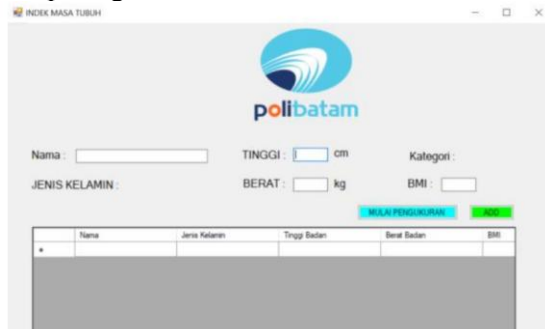 INDEK MASA TUBUH
polibatam
Nama :
TINGGI : cm
Kategori :
JENIS KELAMIN :
BERAT : kg
BMI :
MULAI PENGUKURAN ADD
Nama Jenis Kelamin Tinggi Badan Berat Badan BMI